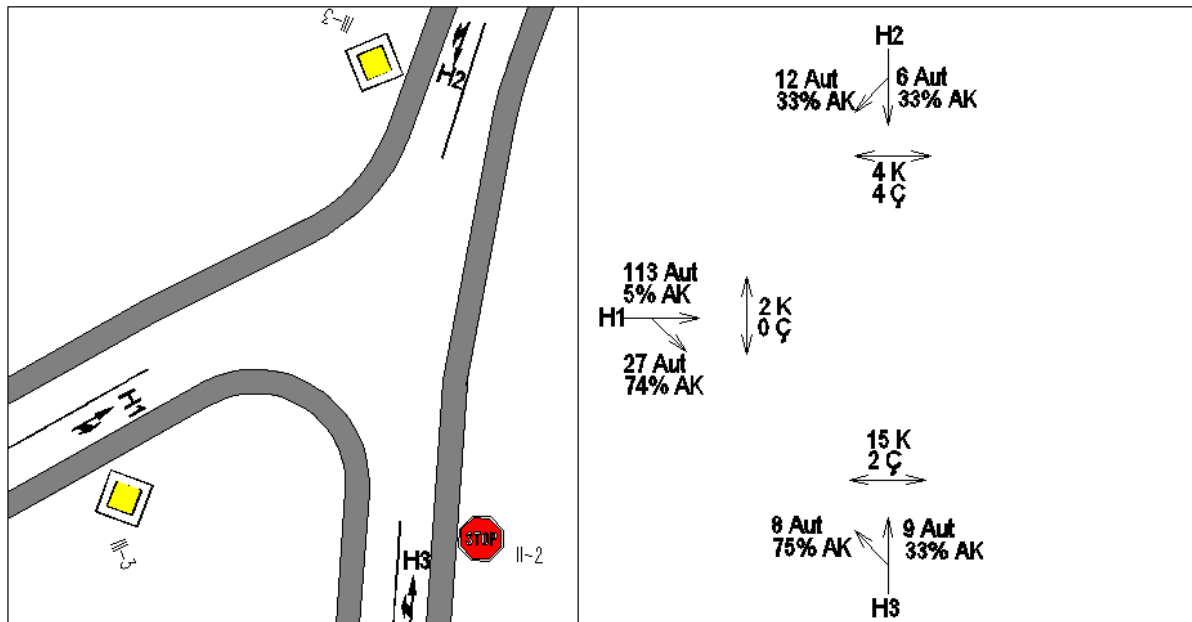 III-3
H2
H1
III-3
STOP
II-2
H3
H2
12 Aut
33% AK
6 Aut
33% AK
4 K
4 Ç
113 Aut
5% AK
H1
2 K
0 Ç
27 Aut
74% AK
15 K
2 Ç
8 Aut
75% AK
9 Aut
33% AK
H3